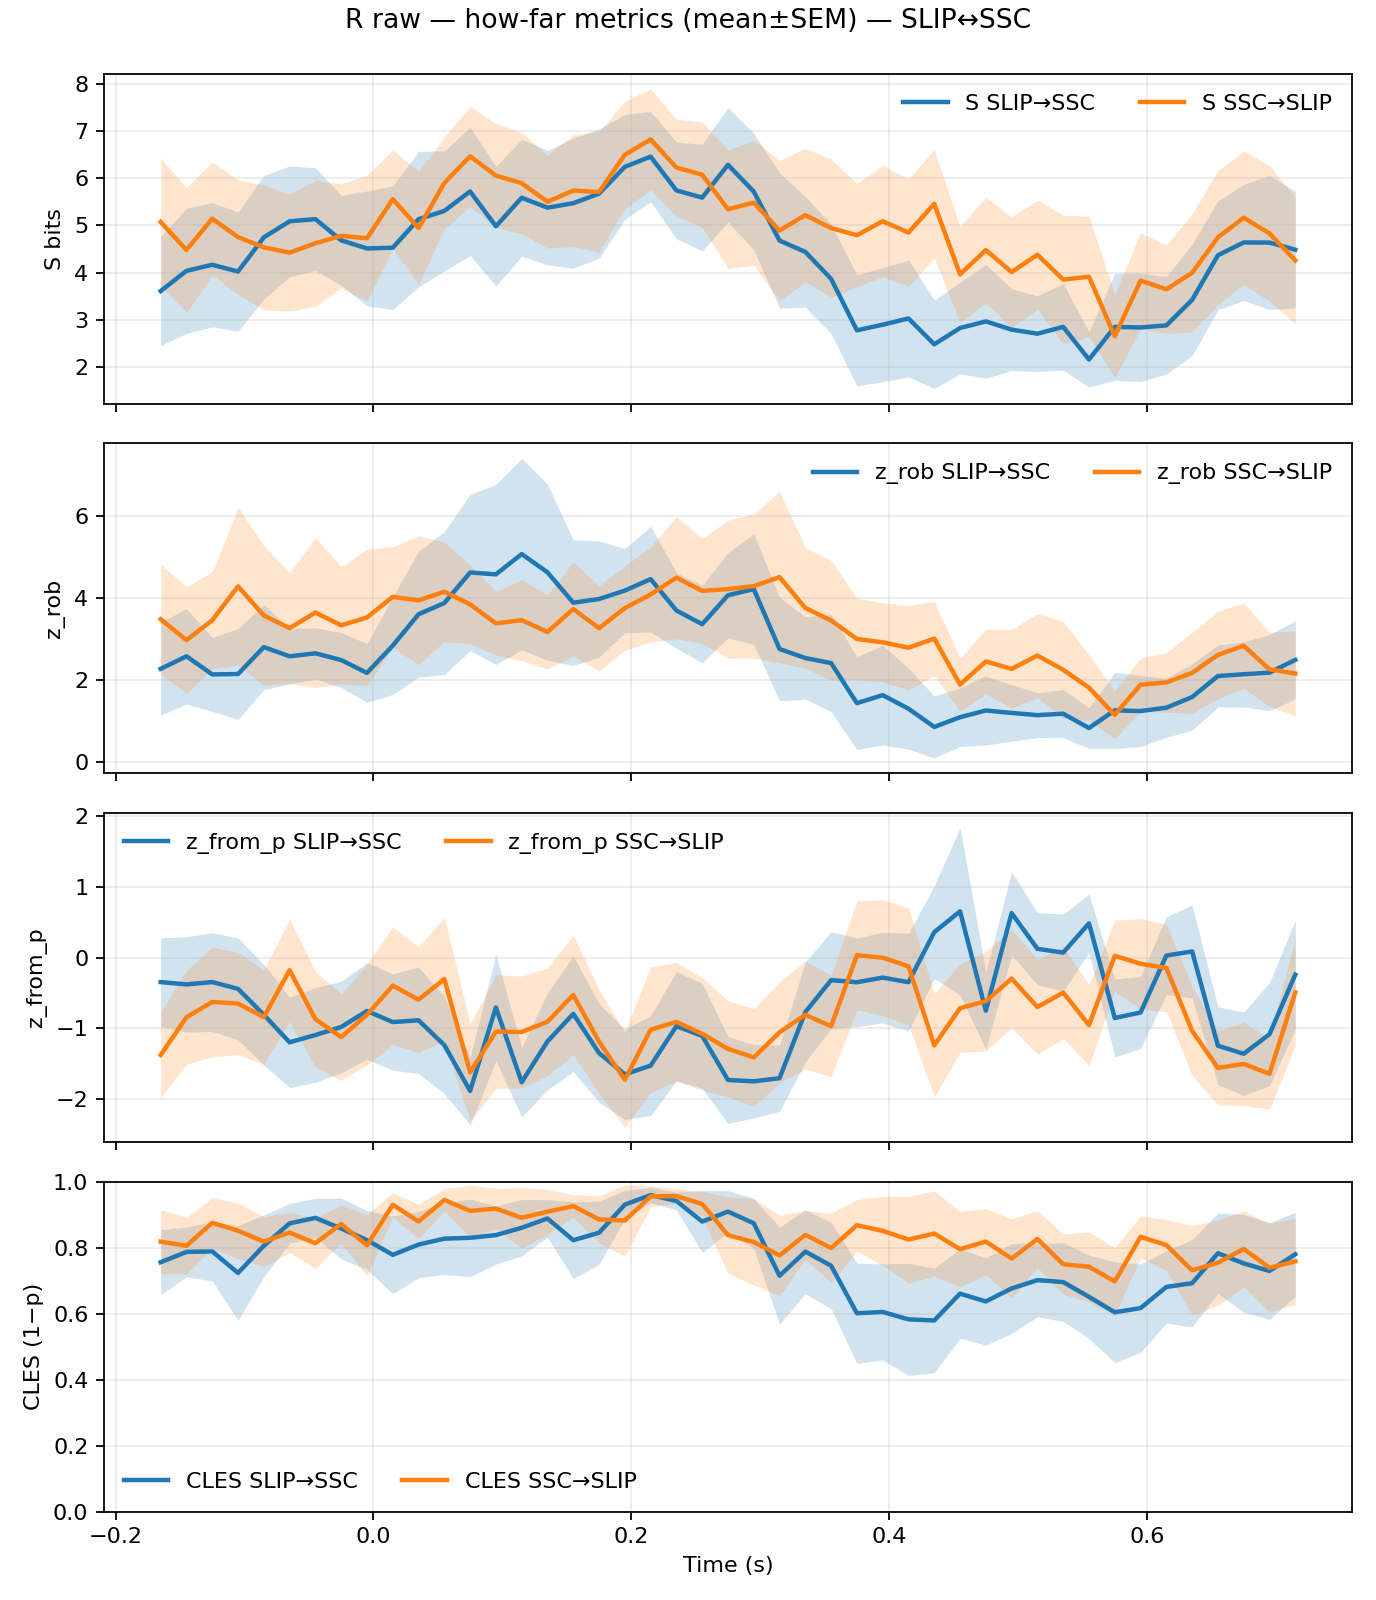 R raw — how-far metrics (mean±SEM) — SLIP↔SSC
8
7
6
5
4
3
2
S bits
S SLIP→SSC
S SSC→SLIP
6
4
2
0
z_rob
z_rob SLIP→SSC
z_rob SSC→SLIP
2
1
0
−1
−2
z_from_p
z_from_p SLIP→SSC
z_from_p SSC→SLIP
1.0
0.8
0.6
0.4
0.2
0.0
CLES (1−p)
CLES SLIP→SSC
CLES SSC→SLIP
−0.2
0.0
0.2
0.4
0.6
Time (s)